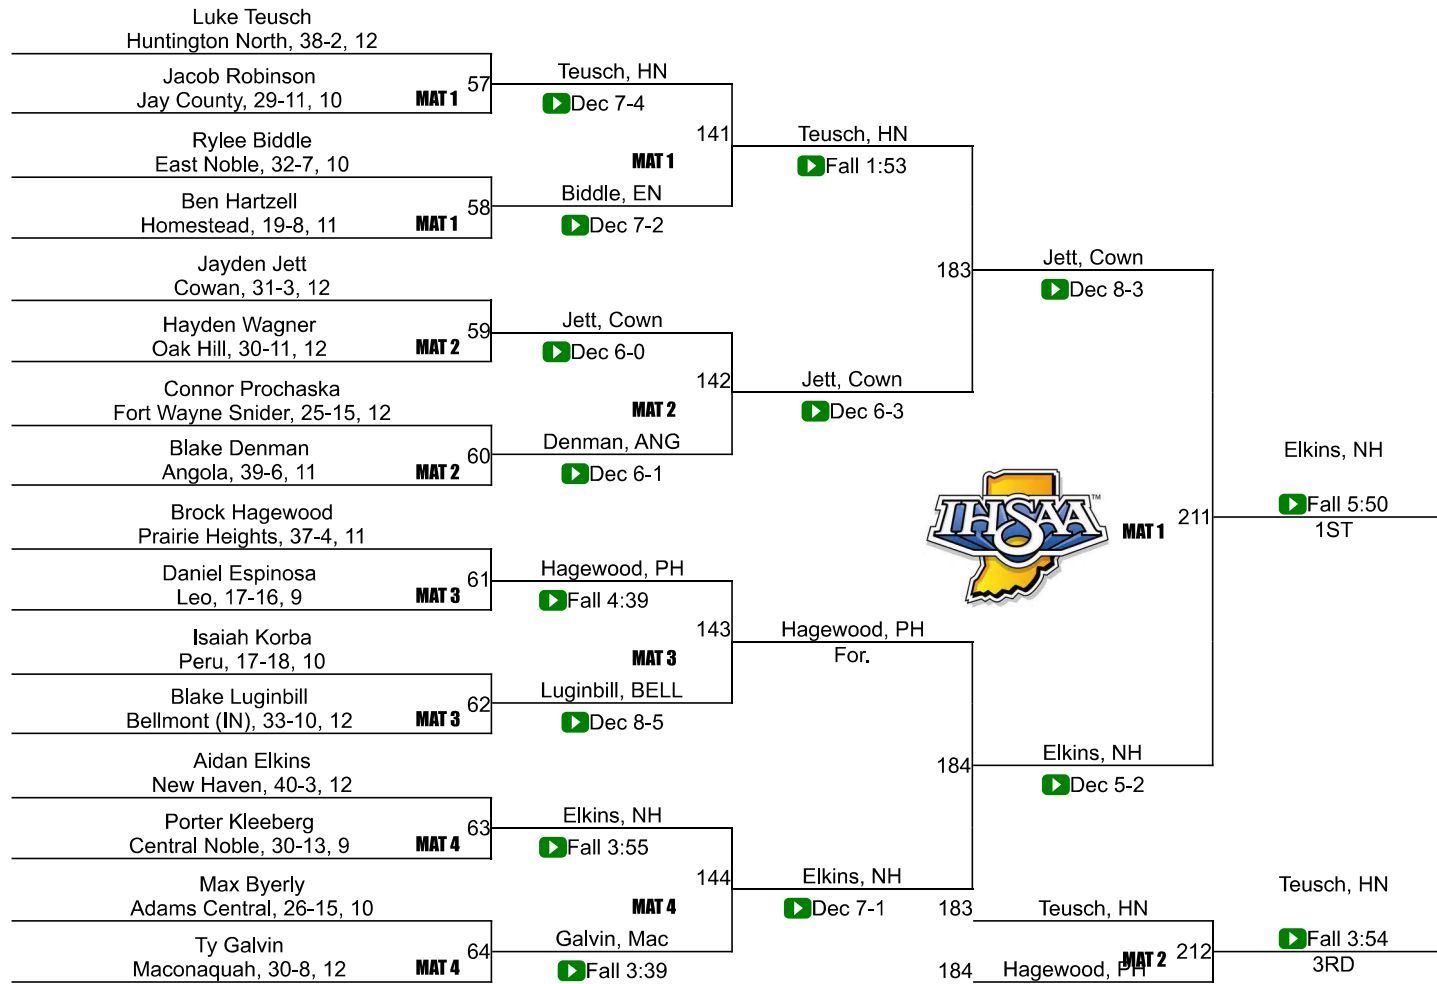 Luke Teusch
Huntington North, 38-2, 12
Jacob Robinson
Jay County, 29-11, 10
MAT 1
57
Teusch, HN
Dec 7-4
Rylee Biddle
East Noble, 32-7, 10
Ben Hartzell
Homestead, 19-8, 11
MAT 1
58
Biddle, EN
Dec 7-2
141
MAT 1
Teusch, HN
Fall 1:53
Jayden Jett
Cowan, 31-3, 12
Hayden Wagner
Oak Hill, 30-11, 12
MAT 2
59
Jett, Cown
Dec 6-0
Connor Prochaska
Fort Wayne Snider, 25-15, 12
Blake Denman
Angola, 39-6, 11
MAT 2
60
Denman, ANG
Dec 6-1
142
MAT 2
Jett, Cown
Dec 6-3
183
Jett, Cown
Dec 8-3
Brock Hagewood
Prairie Heights, 37-4, 11
Daniel Espinosa
Leo, 17-16, 9
MAT 3
61
Hagewood, PH
Fall 4:39
Isaiah Korba
Peru, 17-18, 10
Blake Luginbill
Bellmont (IN), 33-10, 12
MAT 3
62
Luginbill, BELL
Dec 8-5
143
MAT 3
Hagewood, PH
For.
Aidan Elkins
New Haven, 40-3, 12
Porter Kleeberg
Central Noble, 30-13, 9
MAT 4
63
Elkins, NH
Fall 3:55
Max Byerly
Adams Central, 26-15, 10
Ty Galvin
Maconaquah, 30-8, 12
MAT 4
64
Galvin, Mac
Fall 3:39
144
MAT 4
Elkins, NH
Dec 7-1
184
Elkins, NH
Dec 5-2
IHSAA™
MAT 1
211
Elkins, NH
Fall 5:50
1ST
183
Teusch, HN
184
Hagewood, PH
MAT 2
212
Teusch, HN
Fall 3:54
3RD